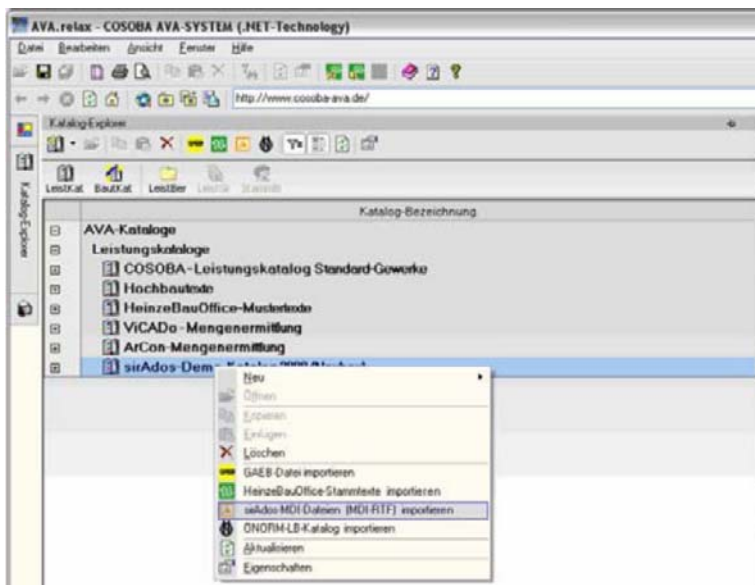 AVA.relax - COSOBA AVA-SYSTEM (.NET-Technology)
Datei Bearbeiten Ansicht Fenster Hilfe
http://www.cosoba-ava.de/
Katalog-Explorer
LeistKat BautKat LeistBer
Katalog-Explorer
Katalog-Bezeichnung
AVA-Kataloge
Leistungskataloge
COSOBA-Leistungskatalog Standard-Gewerke
Hochbautexte
HeinzeBauOffice-Mustertexte
ViCADo-Mengenermittlung
ArCon-Mengenermittlung
sirAdos-Demo-Katalog
Neu
Öffnen
Kopieren
Einfügen
Löschen
GAEB-Datei importieren
HeinzeBauOffice-Stammtexte importieren
sirAdos-MDI-Dateien (MDI-RTF) importieren
ÖNORM-LB-Katalog importieren
Aktualisieren
Eigenschaften